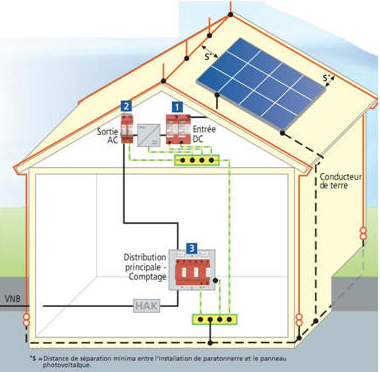 S*
S*
2
1
Sortie
AC
Entrée
DC
Conducteur
de terre
3
Distribution
principale -
Comptage
VNB
HAK
*S = Distance de séparation minima entre l'installation de paratonnerre et le panneau
photovoltaïque.